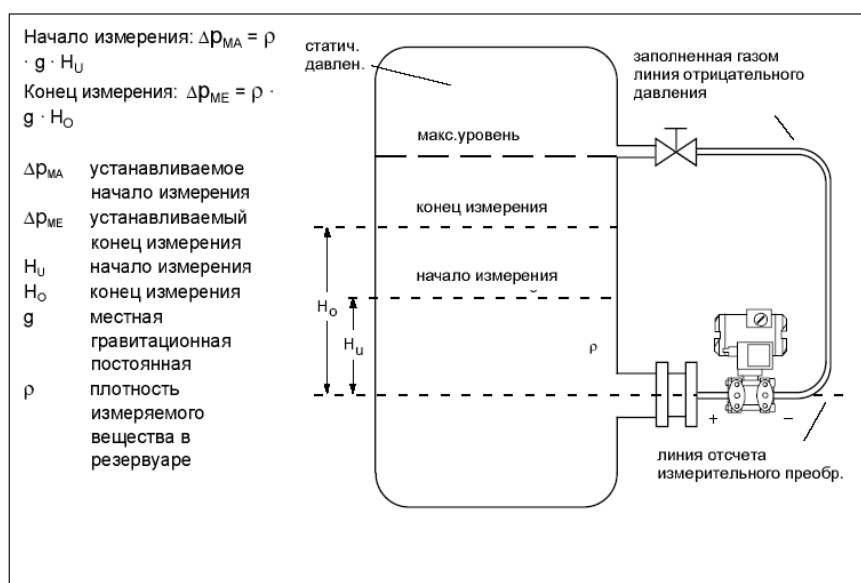 Начало измерения: Δp_MA = ρ
· g · H_U
Конец измерения: Δp_ME = ρ ·
g · H_O
Δp_MA устанавливаемое
начало измерения
Δp_ME устанавливаемый
конец измерения
H_U начало измерения
H_O конец измерения
g местная
гравитационная
постоянная
ρ плотность
измеряемого
вещества в
резервуаре
статич.
давлен.
заполненная газом
линия отрицательного
давления
макс.уровень
конец измерения
начало измерения
H_o
H_u
ρ
+ −
линия отсчета
измерительного преобр.